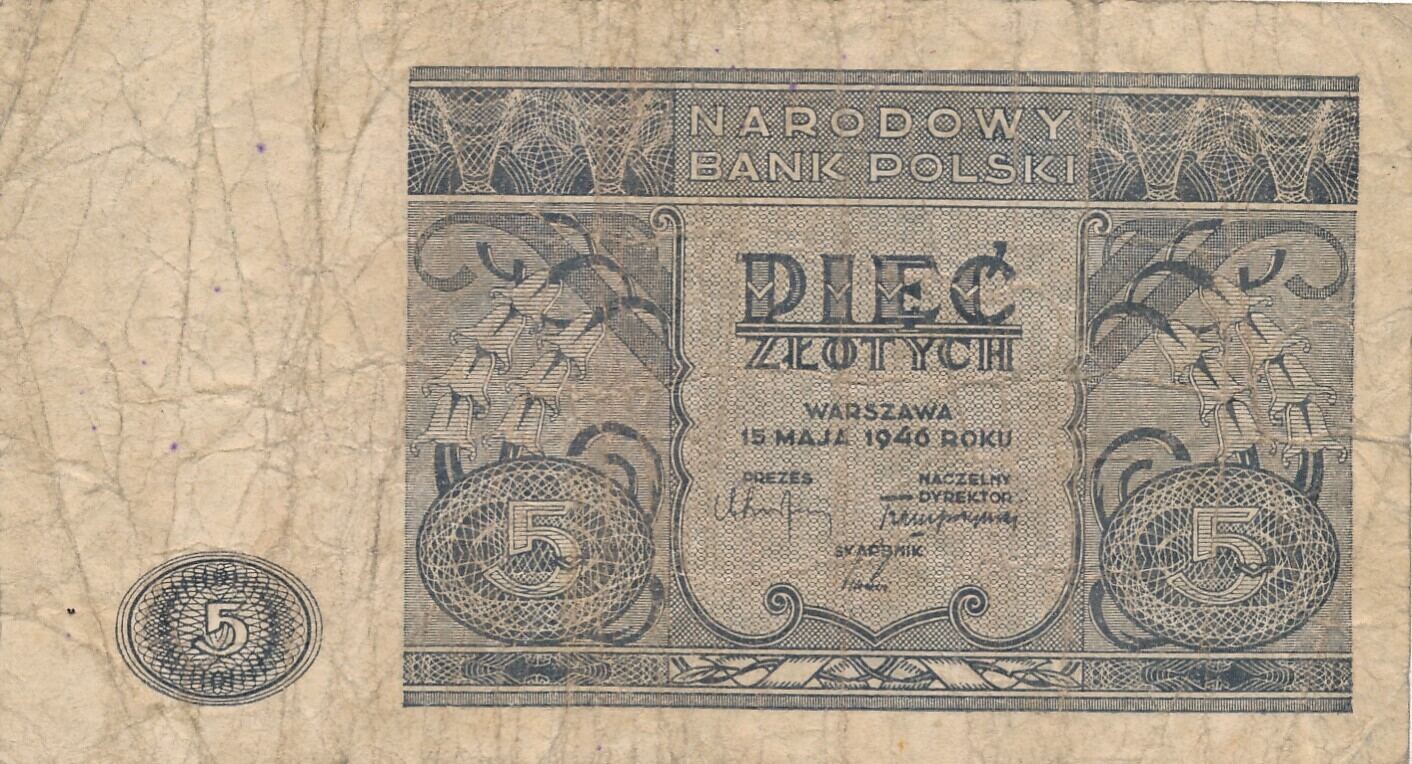 NARODOWY
BANK POLSKI
PIĘĆ
ZŁOTYCH
WARSZAWA
15 MAJA 1946 ROKU
PREZES
NACZELNY
DYREKTOR
SKARBNIK
5
5
5